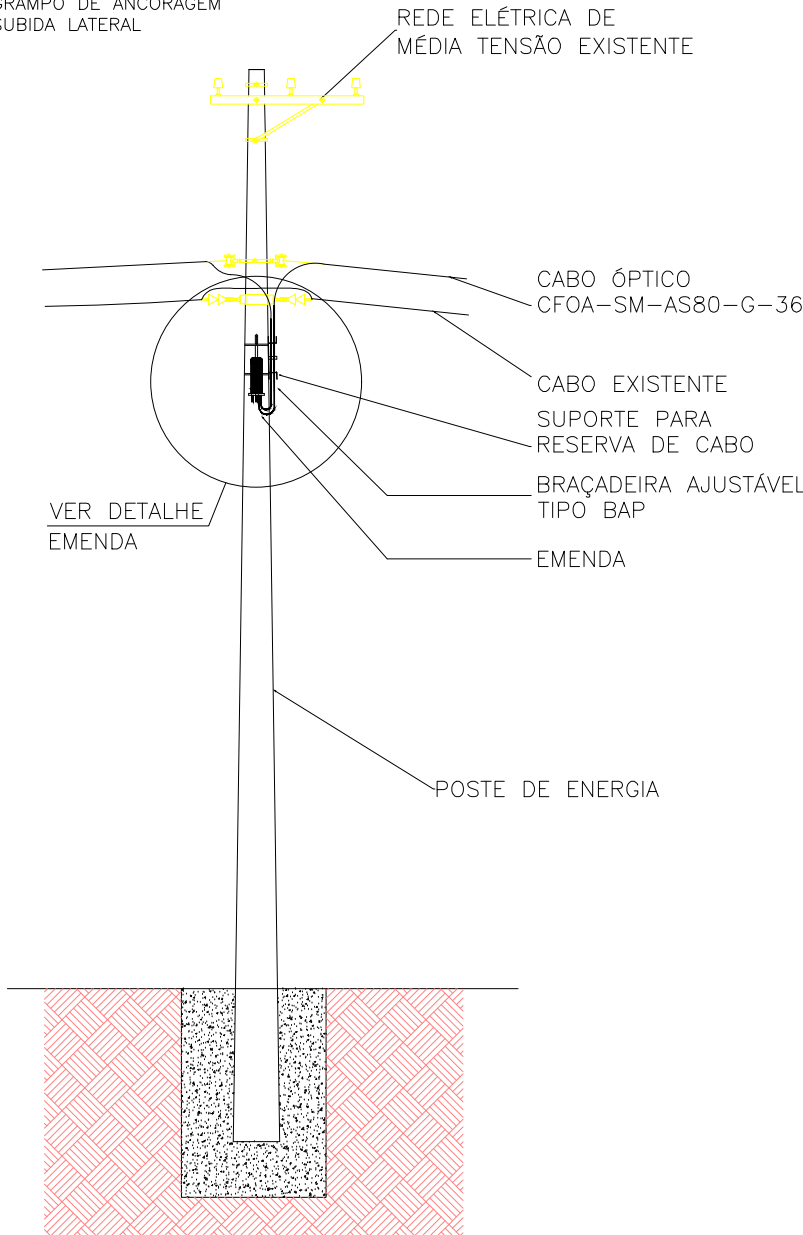 GRAMPO DE ANCORAGEM
SUBIDA LATERAL
REDE ELÉTRICA DE
MÉDIA TENSÃO EXISTENTE
CABO ÓPTICO
CFOA-SM-AS80-G-36
CABO EXISTENTE
SUPORTE PARA
RESERVA DE CABO
BRAÇADEIRA AJUSTÁVEL
TIPO BAP
VER DETALHE
EMENDA
EMENDA
POSTE DE ENERGIA